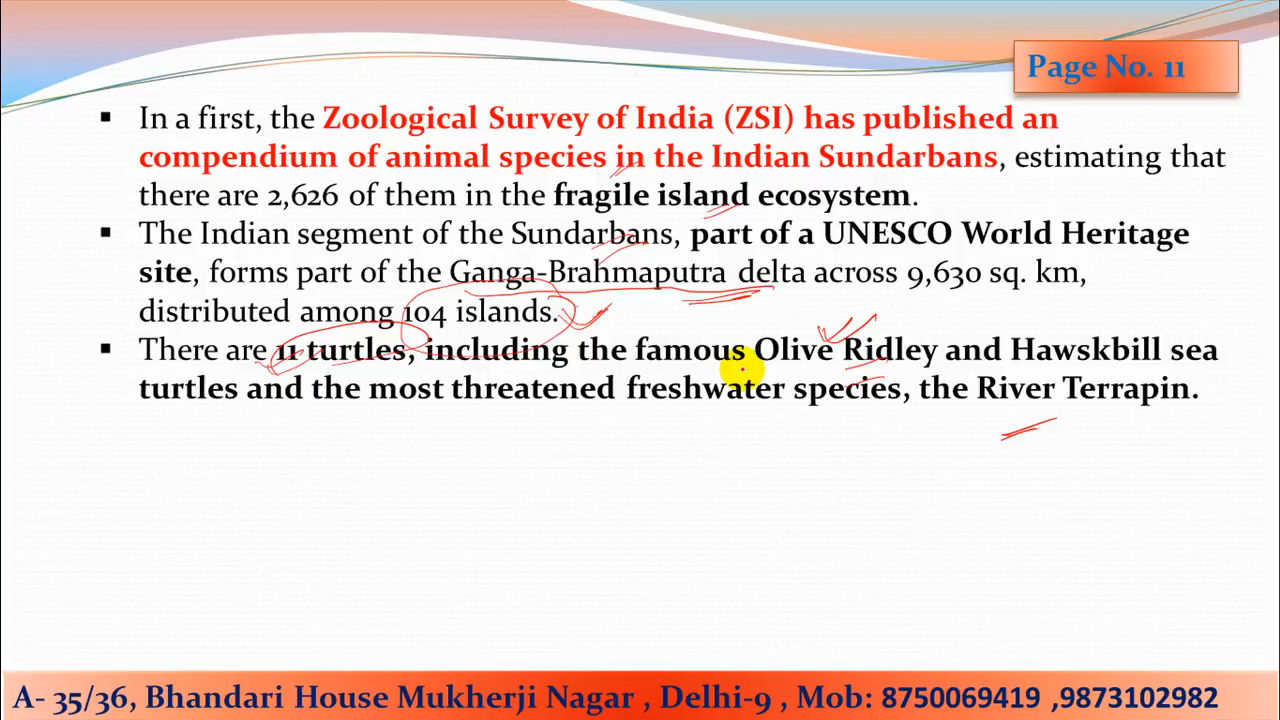 Page No. 11
▪ In a first, the Zoological Survey of India (ZSI) has published an
compendium of animal species in the Indian Sundarbans, estimating that
there are 2,626 of them in the fragile island ecosystem.
▪ The Indian segment of the Sundarbans, part of a UNESCO World Heritage
site, forms part of the Ganga-Brahmaputra delta across 9,630 sq. km,
distributed among 104 islands.
▪ There are 11 turtles, including the famous Olive Ridley and Hawskbill sea
turtles and the most threatened freshwater species, the River Terrapin.
A- 35/36, Bhandari House Mukherji Nagar , Delhi-9 , Mob: 8750069419 ,9873102982